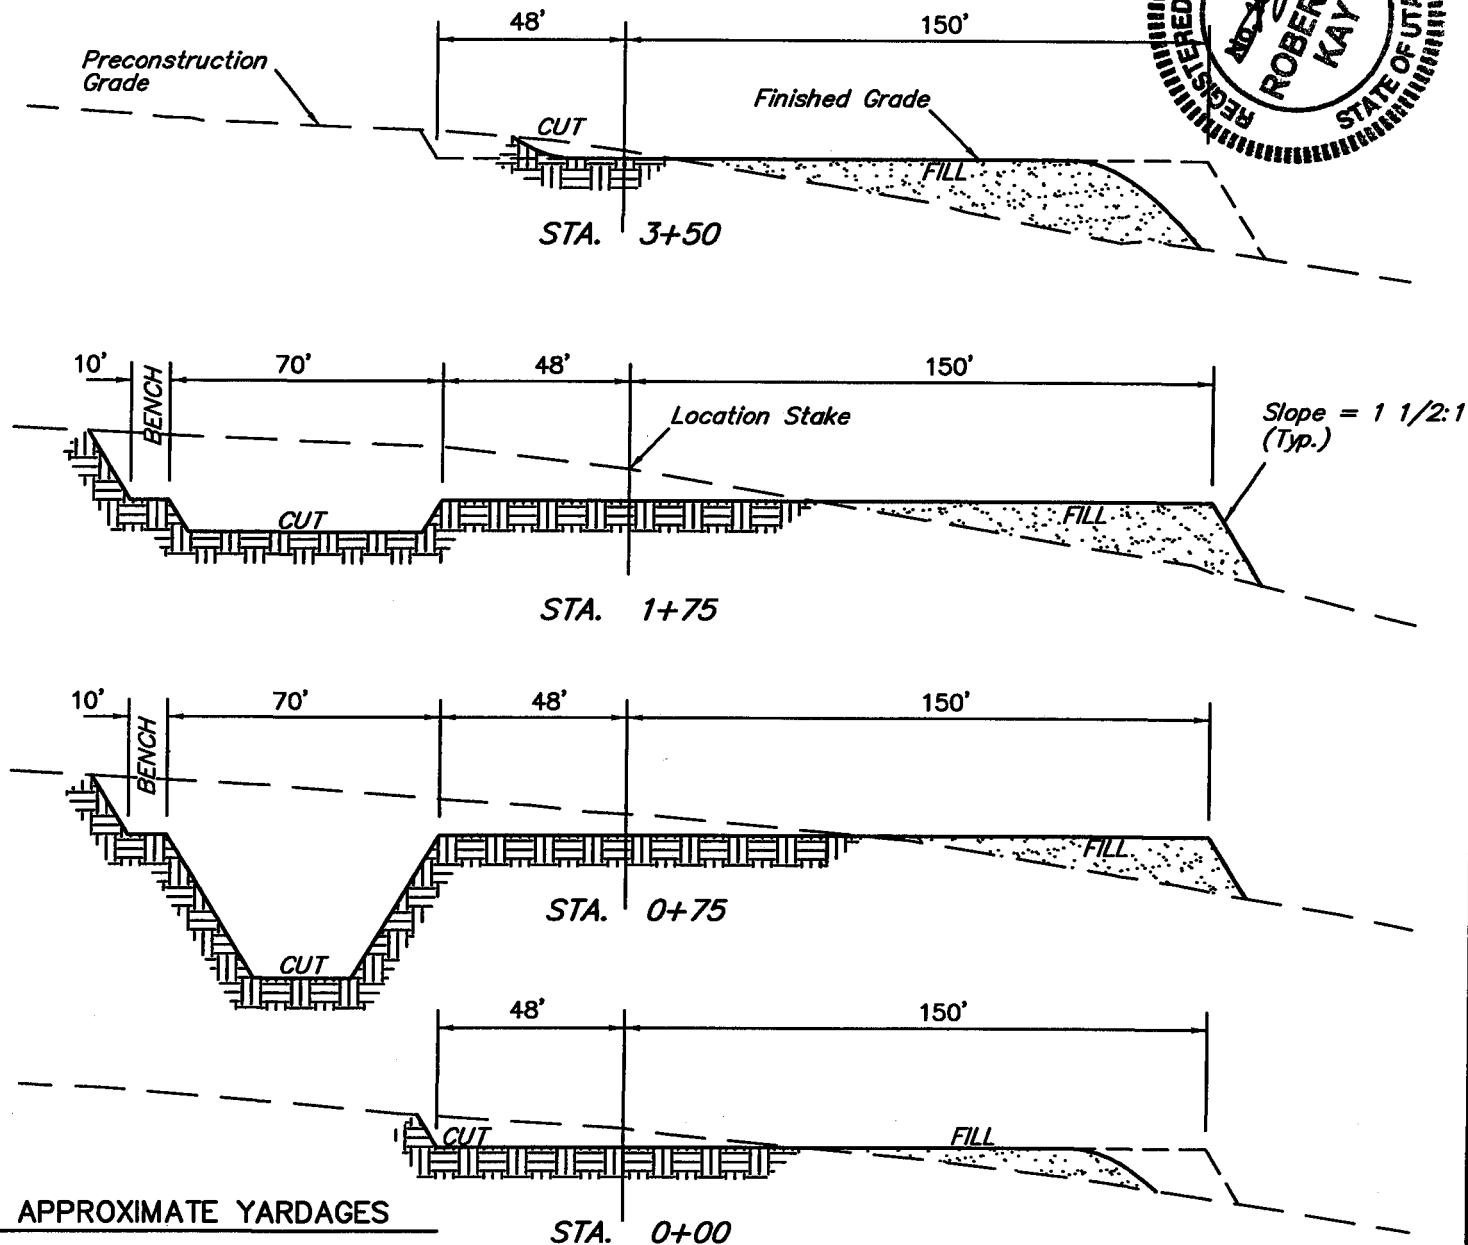 48'
150'
REGISTERED
ROBER
KAY
STATE OF UTA
Preconstruction
Grade
Finished Grade
CUT
FILL
STA. 3+50
10'
BENCH
70'
48'
150'
Location Stake
Slope = 1 1/2:1
(Typ.)
CUT
FILL
STA. 1+75
10'
BENCH
70'
48'
150'
FILL
STA. 0+75
CUT
48'
150'
CUT
FILL
APPROXIMATE YARDAGES
STA. 0+00